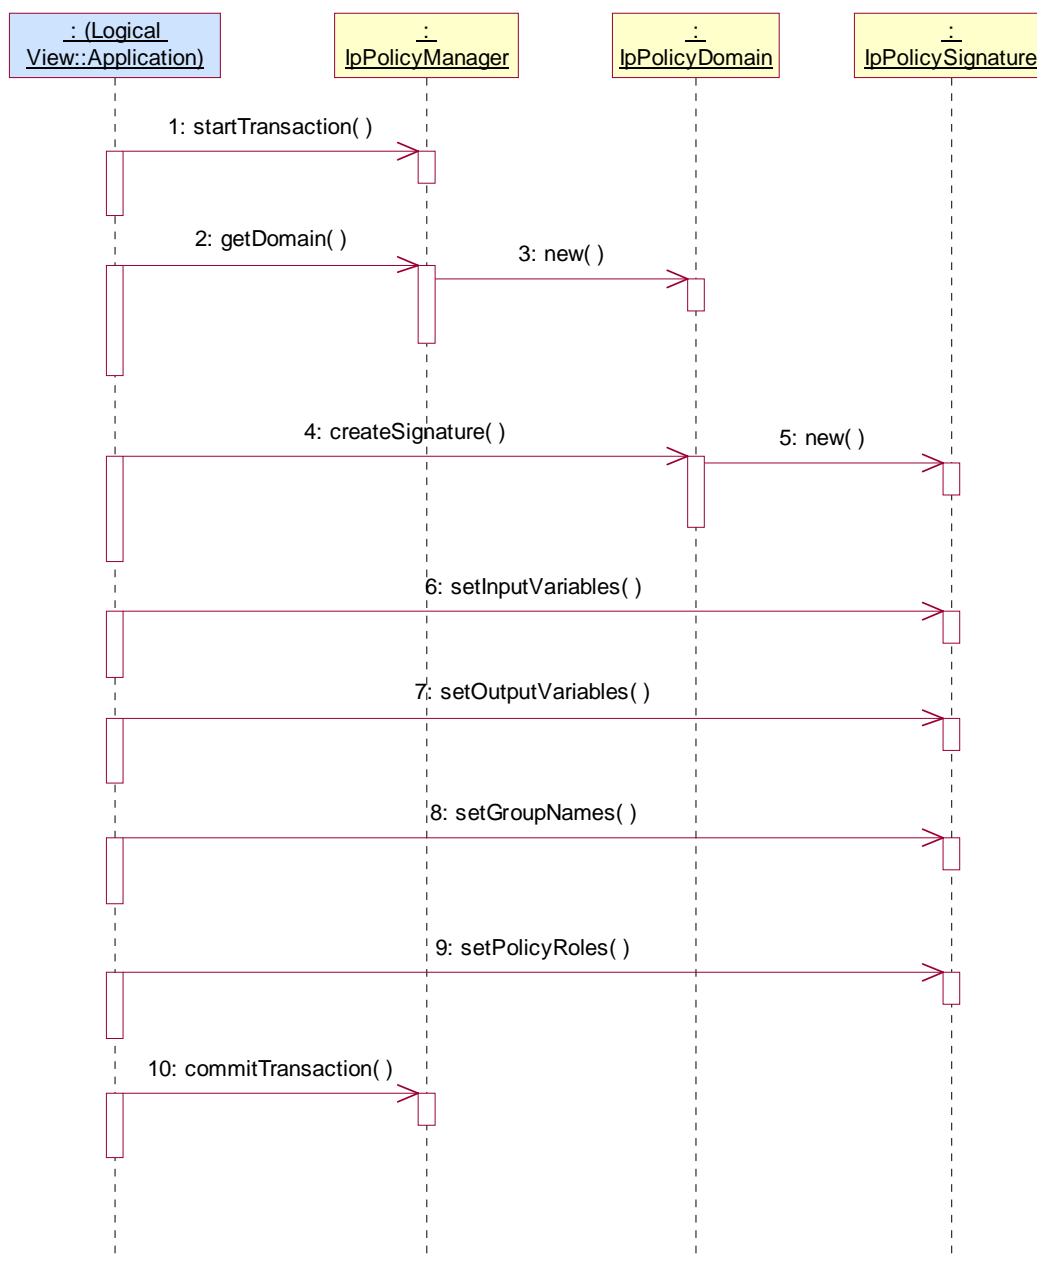 : (Logical
View::Application)
:
IpPolicyManager
:
IpPolicyDomain
:
IpPolicySignature
1: startTransaction( )
2: getDomain( )
3: new( )
4: createSignature( )
5: new( )
6: setInputVariables( )
7: setOutputVariables( )
8: setGroupNames( )
9: setPolicyRoles( )
10: commitTransaction( )